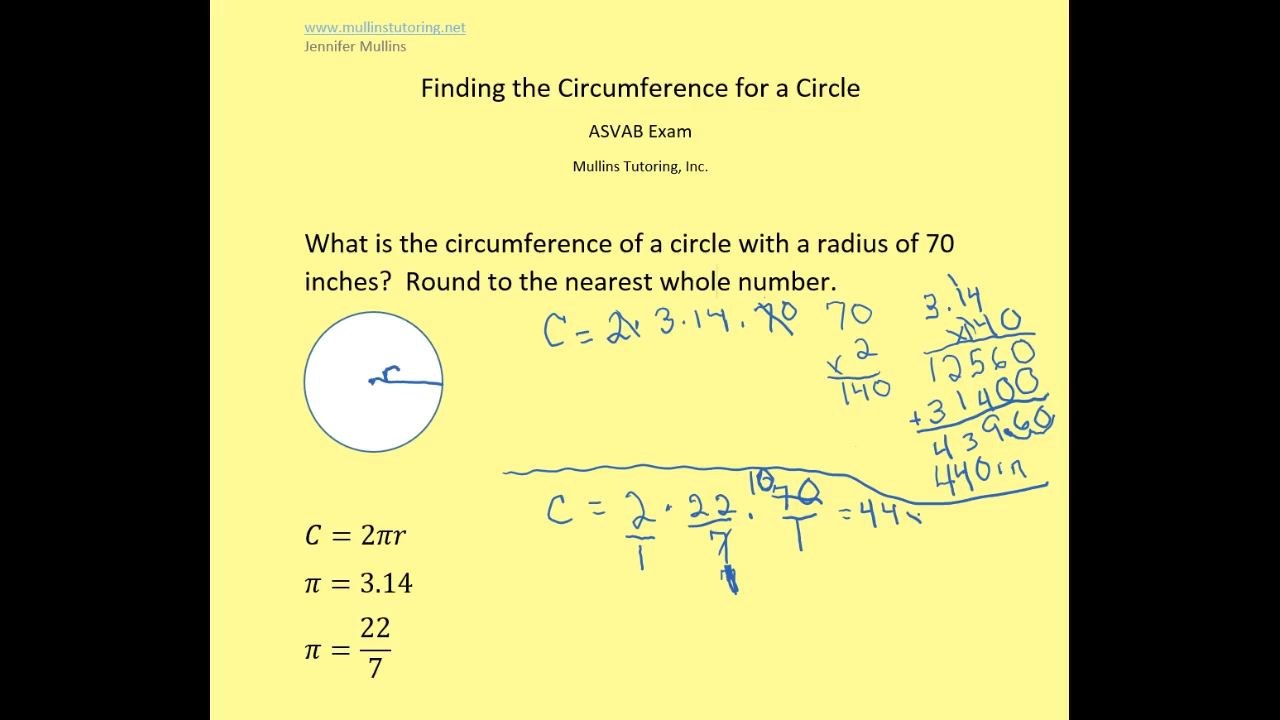 www.mullinstutoring.net
Jennifer Mullins
Finding the Circumference for a Circle
ASVAB Exam
Mullins Tutoring, Inc.
What is the circumference of a circle with a radius of 70
inches? Round to the nearest whole number.
C = 2 · 3.14 · 70
70
x 2
140
3.14
x 140
12560
+ 31400
439.60
440 in
r
C = 2/1 · 22/7 · 70/1 = 44
10
1
C = 2πr
π = 3.14
π = 22/7